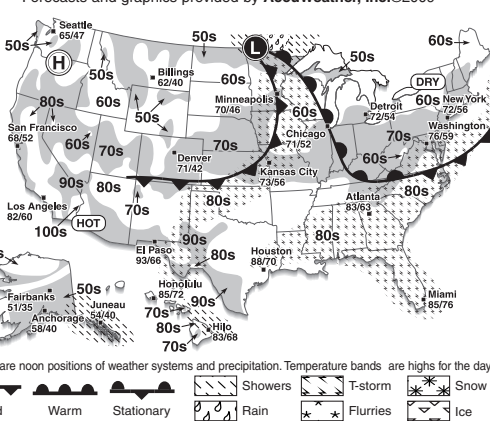 Forecasts and graphics provided by AccuWeather, Inc. ©2006
Seattle
65/47
50s
50s
L
50s
60s
H
50s
Billings
62/40
60s
DRY
80s
60s
50s
Minneapolis
70/46
60s
Detroit
72/54
60s
New York
72/56
San Francisco
68/52
60s
70s
Chicago
71/52
70s
Washington
76/59
Denver
71/42
70s
60s
Kansas City
73/56
90s
80s
80s
80s
Los Angeles
82/60
70s
Atlanta
83/63
100s
HOT
90s
80s
El Paso
93/66
80s
Houston
88/70
Fairbanks
51/35
50s
Honolulu
85/72
90s
Miami
85/76
Juneau
54/40
Anchorage
58/40
70s
80s
Hilo
83/68
70s
are noon positions of weather systems and precipitation. Temperature bands are highs for the day
Showers
T-storm
Snow
Warm
Stationary
Rain
Flurries
Ice